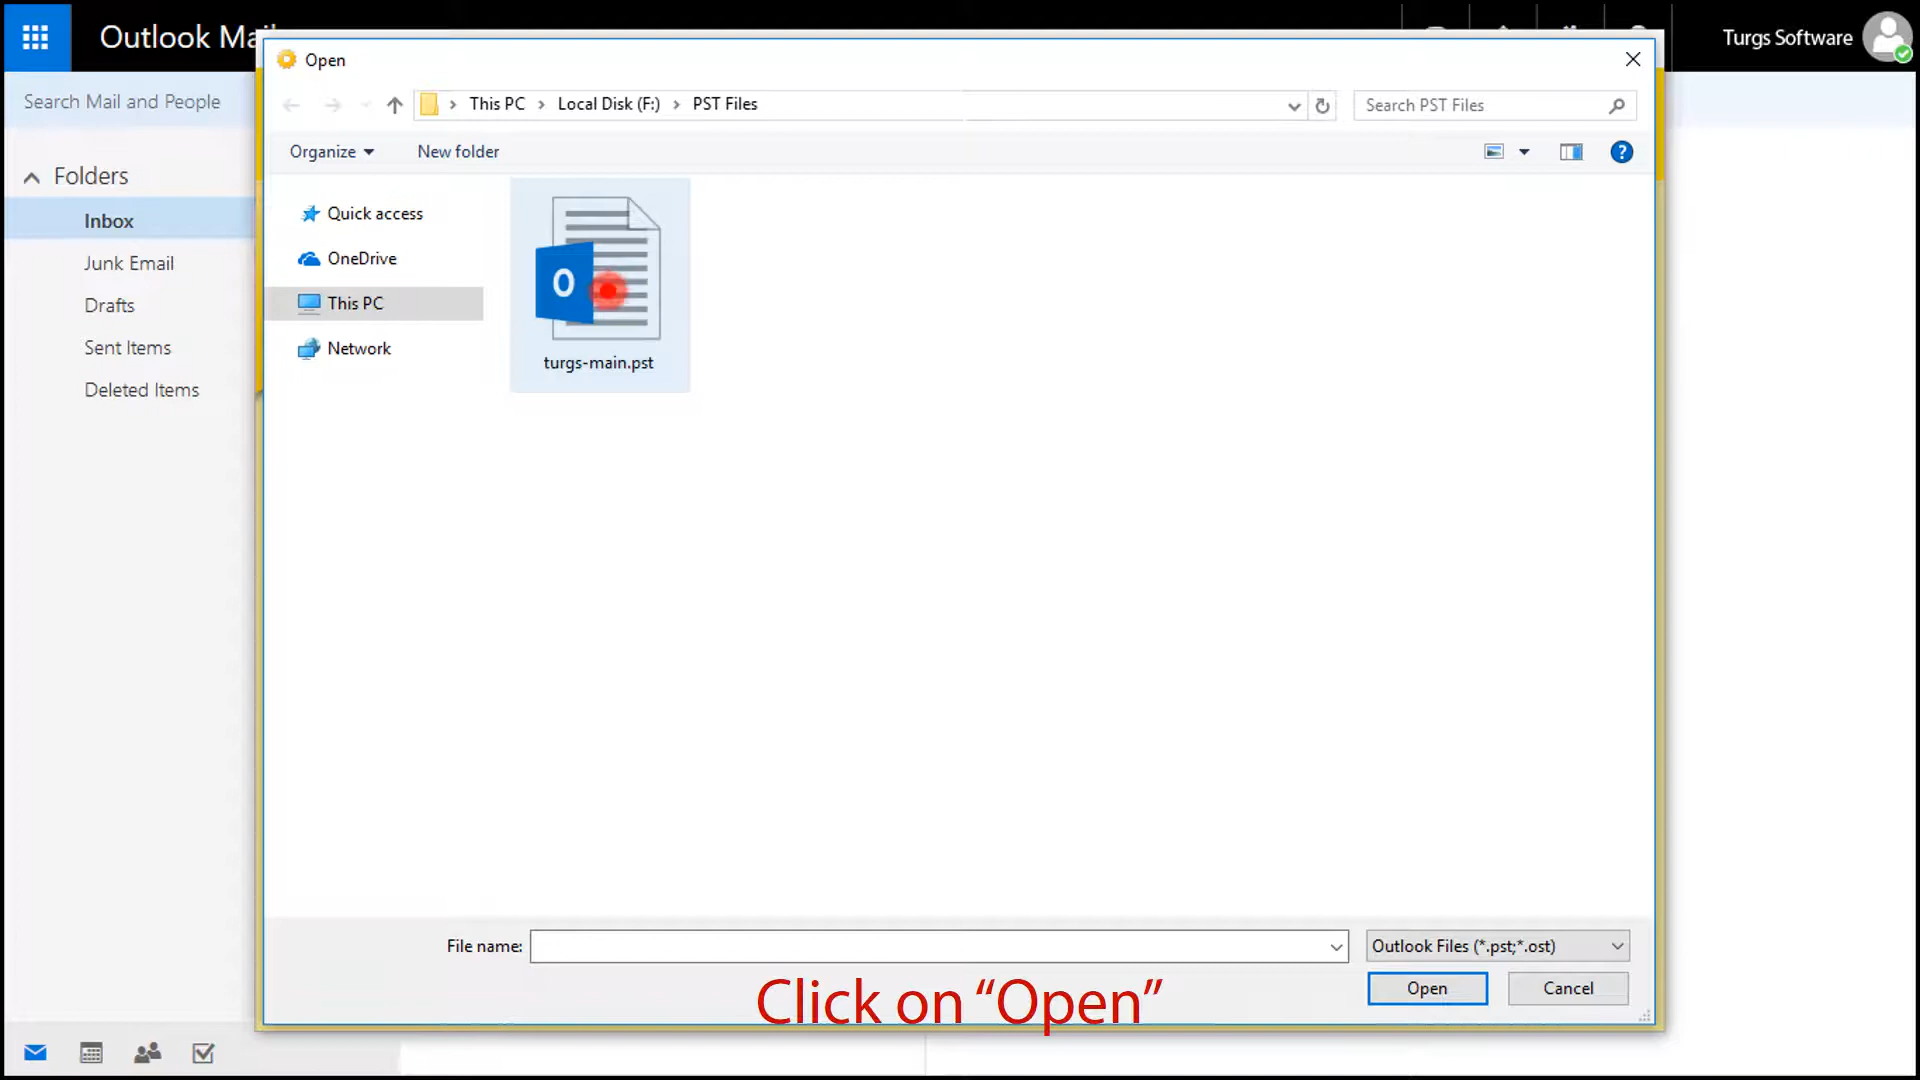 Outlook Mail
Turgs Software
Open
This PC
Local Disk (F:)
PST Files
Search PST Files
Search Mail and People
Organize
New folder
Folders
Inbox
Junk Email
Drafts
Sent Items
Deleted Items
Quick access
OneDrive
This PC
Network
O
turgs-main.pst
File name:
Outlook Files (*.pst;*.ost)
Open
Cancel
Click on “Open”